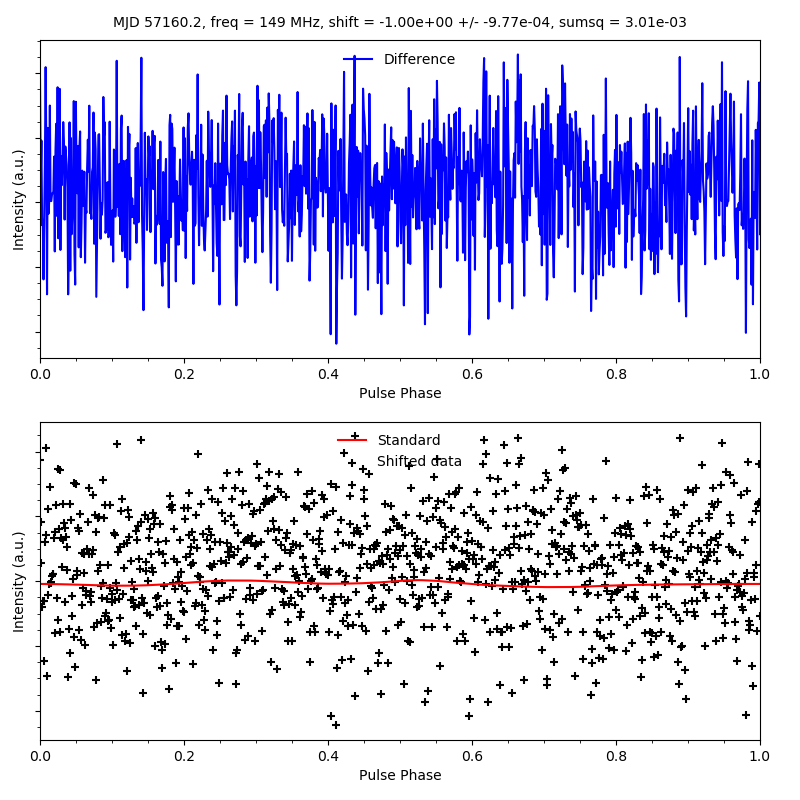 MJD 57160.2, freq = 149 MHz, shift = -1.00e+00 +/- -9.77e-04, sumsq = 3.01e-03
Difference
Intensity (a.u.)
0.0 0.2 0.4 0.6 0.8 1.0
Pulse Phase
Standard
Shifted data
Intensity (a.u.)
0.0 0.2 0.4 0.6 0.8 1.0
Pulse Phase